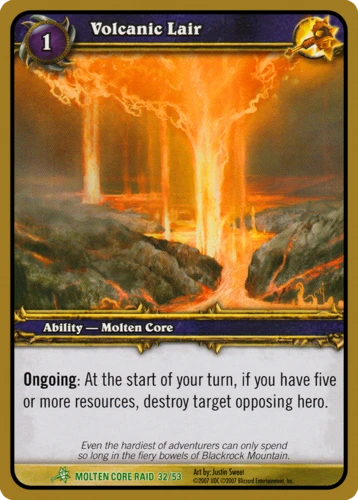 1
Volcanic Lair
Ability — Molten Core
Ongoing: At the start of your turn, if you have five
or more resources, destroy target opposing hero.
Even the hardiest of adventurers can only spend
so long in the fiery bowels of Blackrock Mountain.
MOLTEN CORE RAID 32/53
Art by: Justin Sweet
©2007 UDC ©2007 Blizzard Entertainment, Inc.